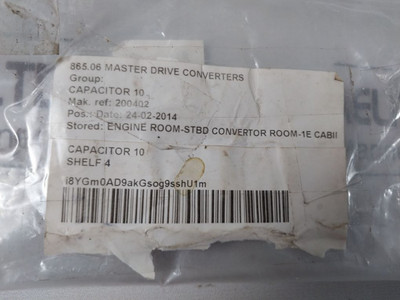 865.06 MASTER DRIVE CONVERTERS
Group:
CAPACITOR 10
Mak. ref: 200402
Pos.: Date: 24-02-2014
Stored: ENGINE ROOM-STBD CONVERTOR ROOM-1E CABII
CAPACITOR 10
SHELF 4
i8YGm0AD9akGsog9sshU1m